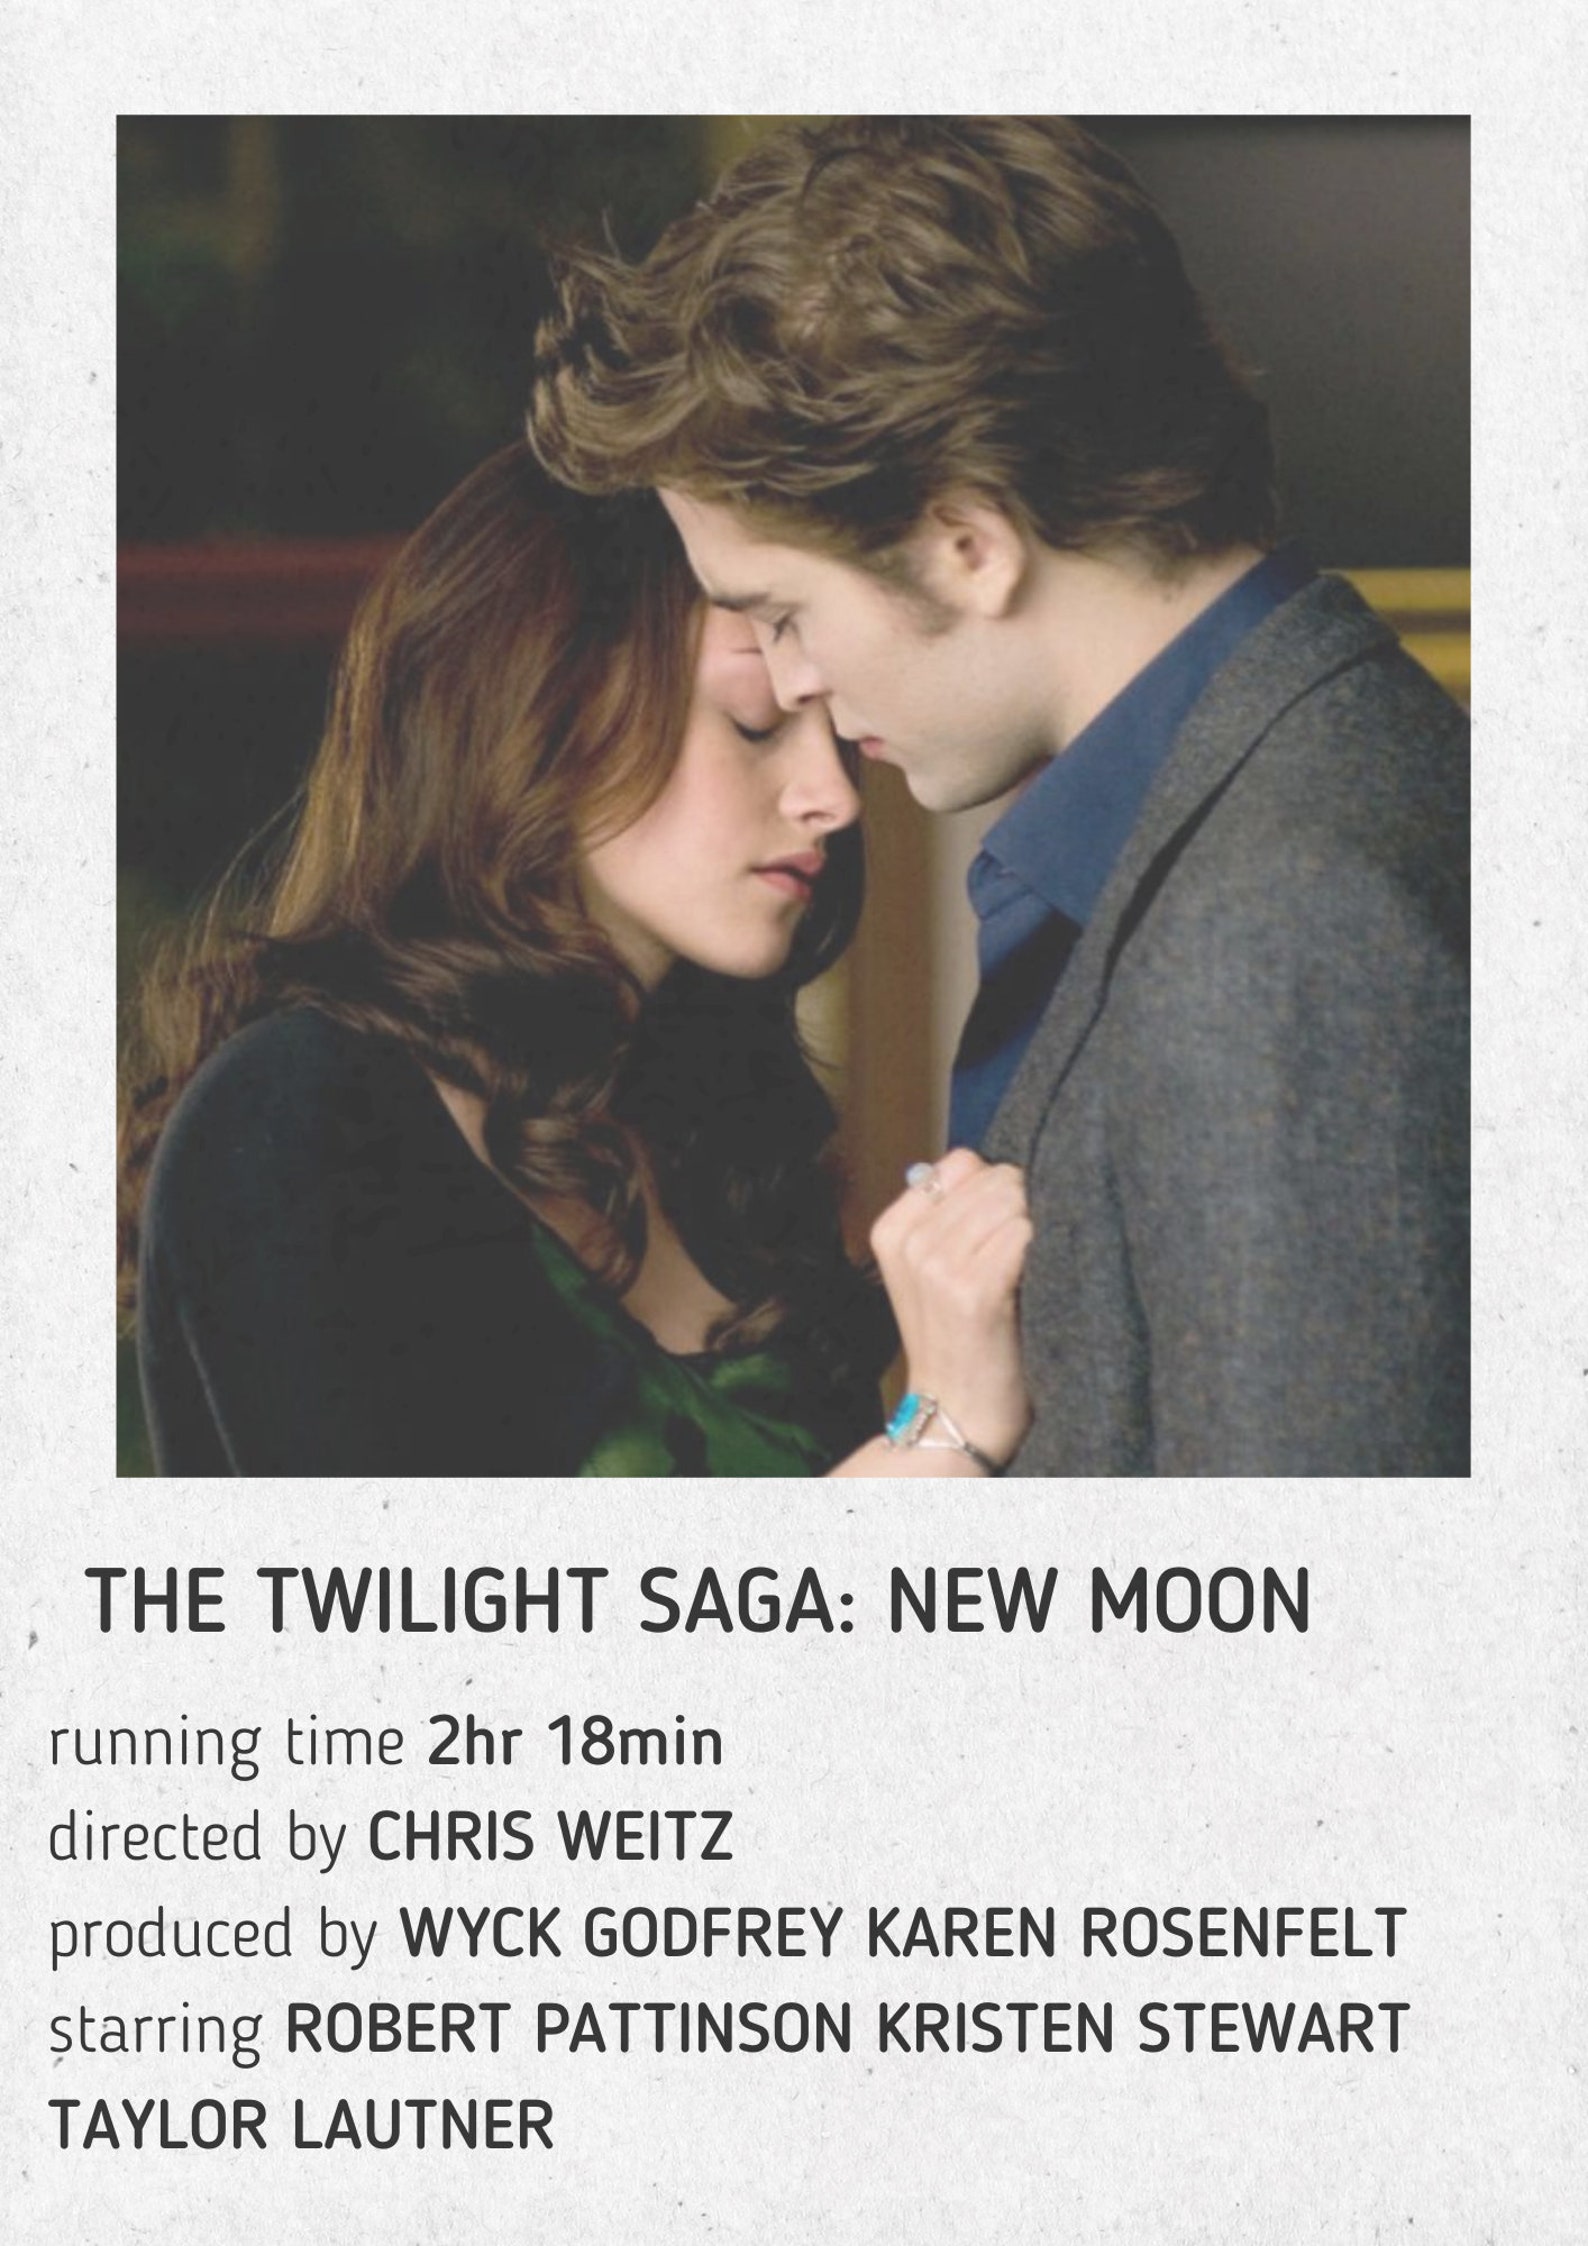 THE TWILIGHT SAGA: NEW MOON
running time 2hr 18min
directed by CHRIS WEITZ
produced by WYCK GODFREY KAREN ROSENFELT
starring ROBERT PATTINSON KRISTEN STEWART
TAYLOR LAUTNER